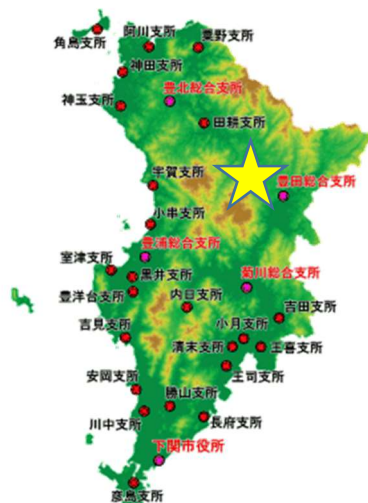 阿川支所
粟野支所
角島支所
神田支所
豊北総合支所
神玉支所
田耕支所
宇賀支所
豊田総合支所
小串支所
豊浦総合支所
室津支所
黒井支所
菊川総合支所
豊洋台支所
内日支所
吉田支所
吉見支所
小月支所
清末支所
王喜支所
王司支所
安岡支所
勝山支所
川中支所
長府支所
下関市役所
彦島支所